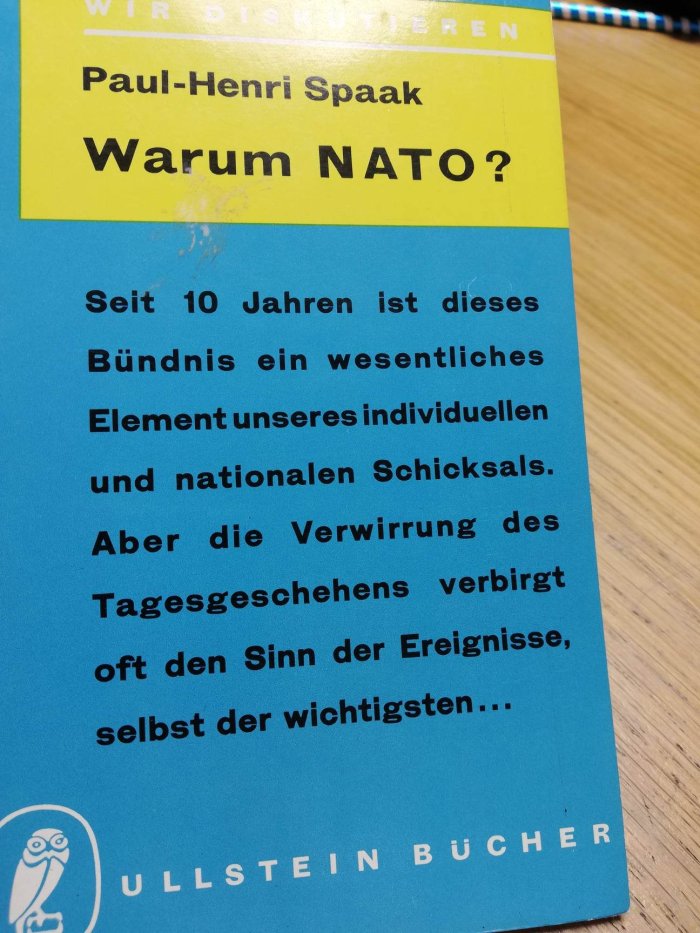 WIR DISKUTIEREN
Paul-Henri Spaak
Warum NATO?
Seit 10 Jahren ist dieses
Bündnis ein wesentliches
Element unseres individuellen
und nationalen Schicksals.
Aber die Verwirrung des
Tagesgeschehens verbirgt
oft den Sinn der Ereignisse,
selbst der wichtigsten...
ULLSTEIN BÜCHER